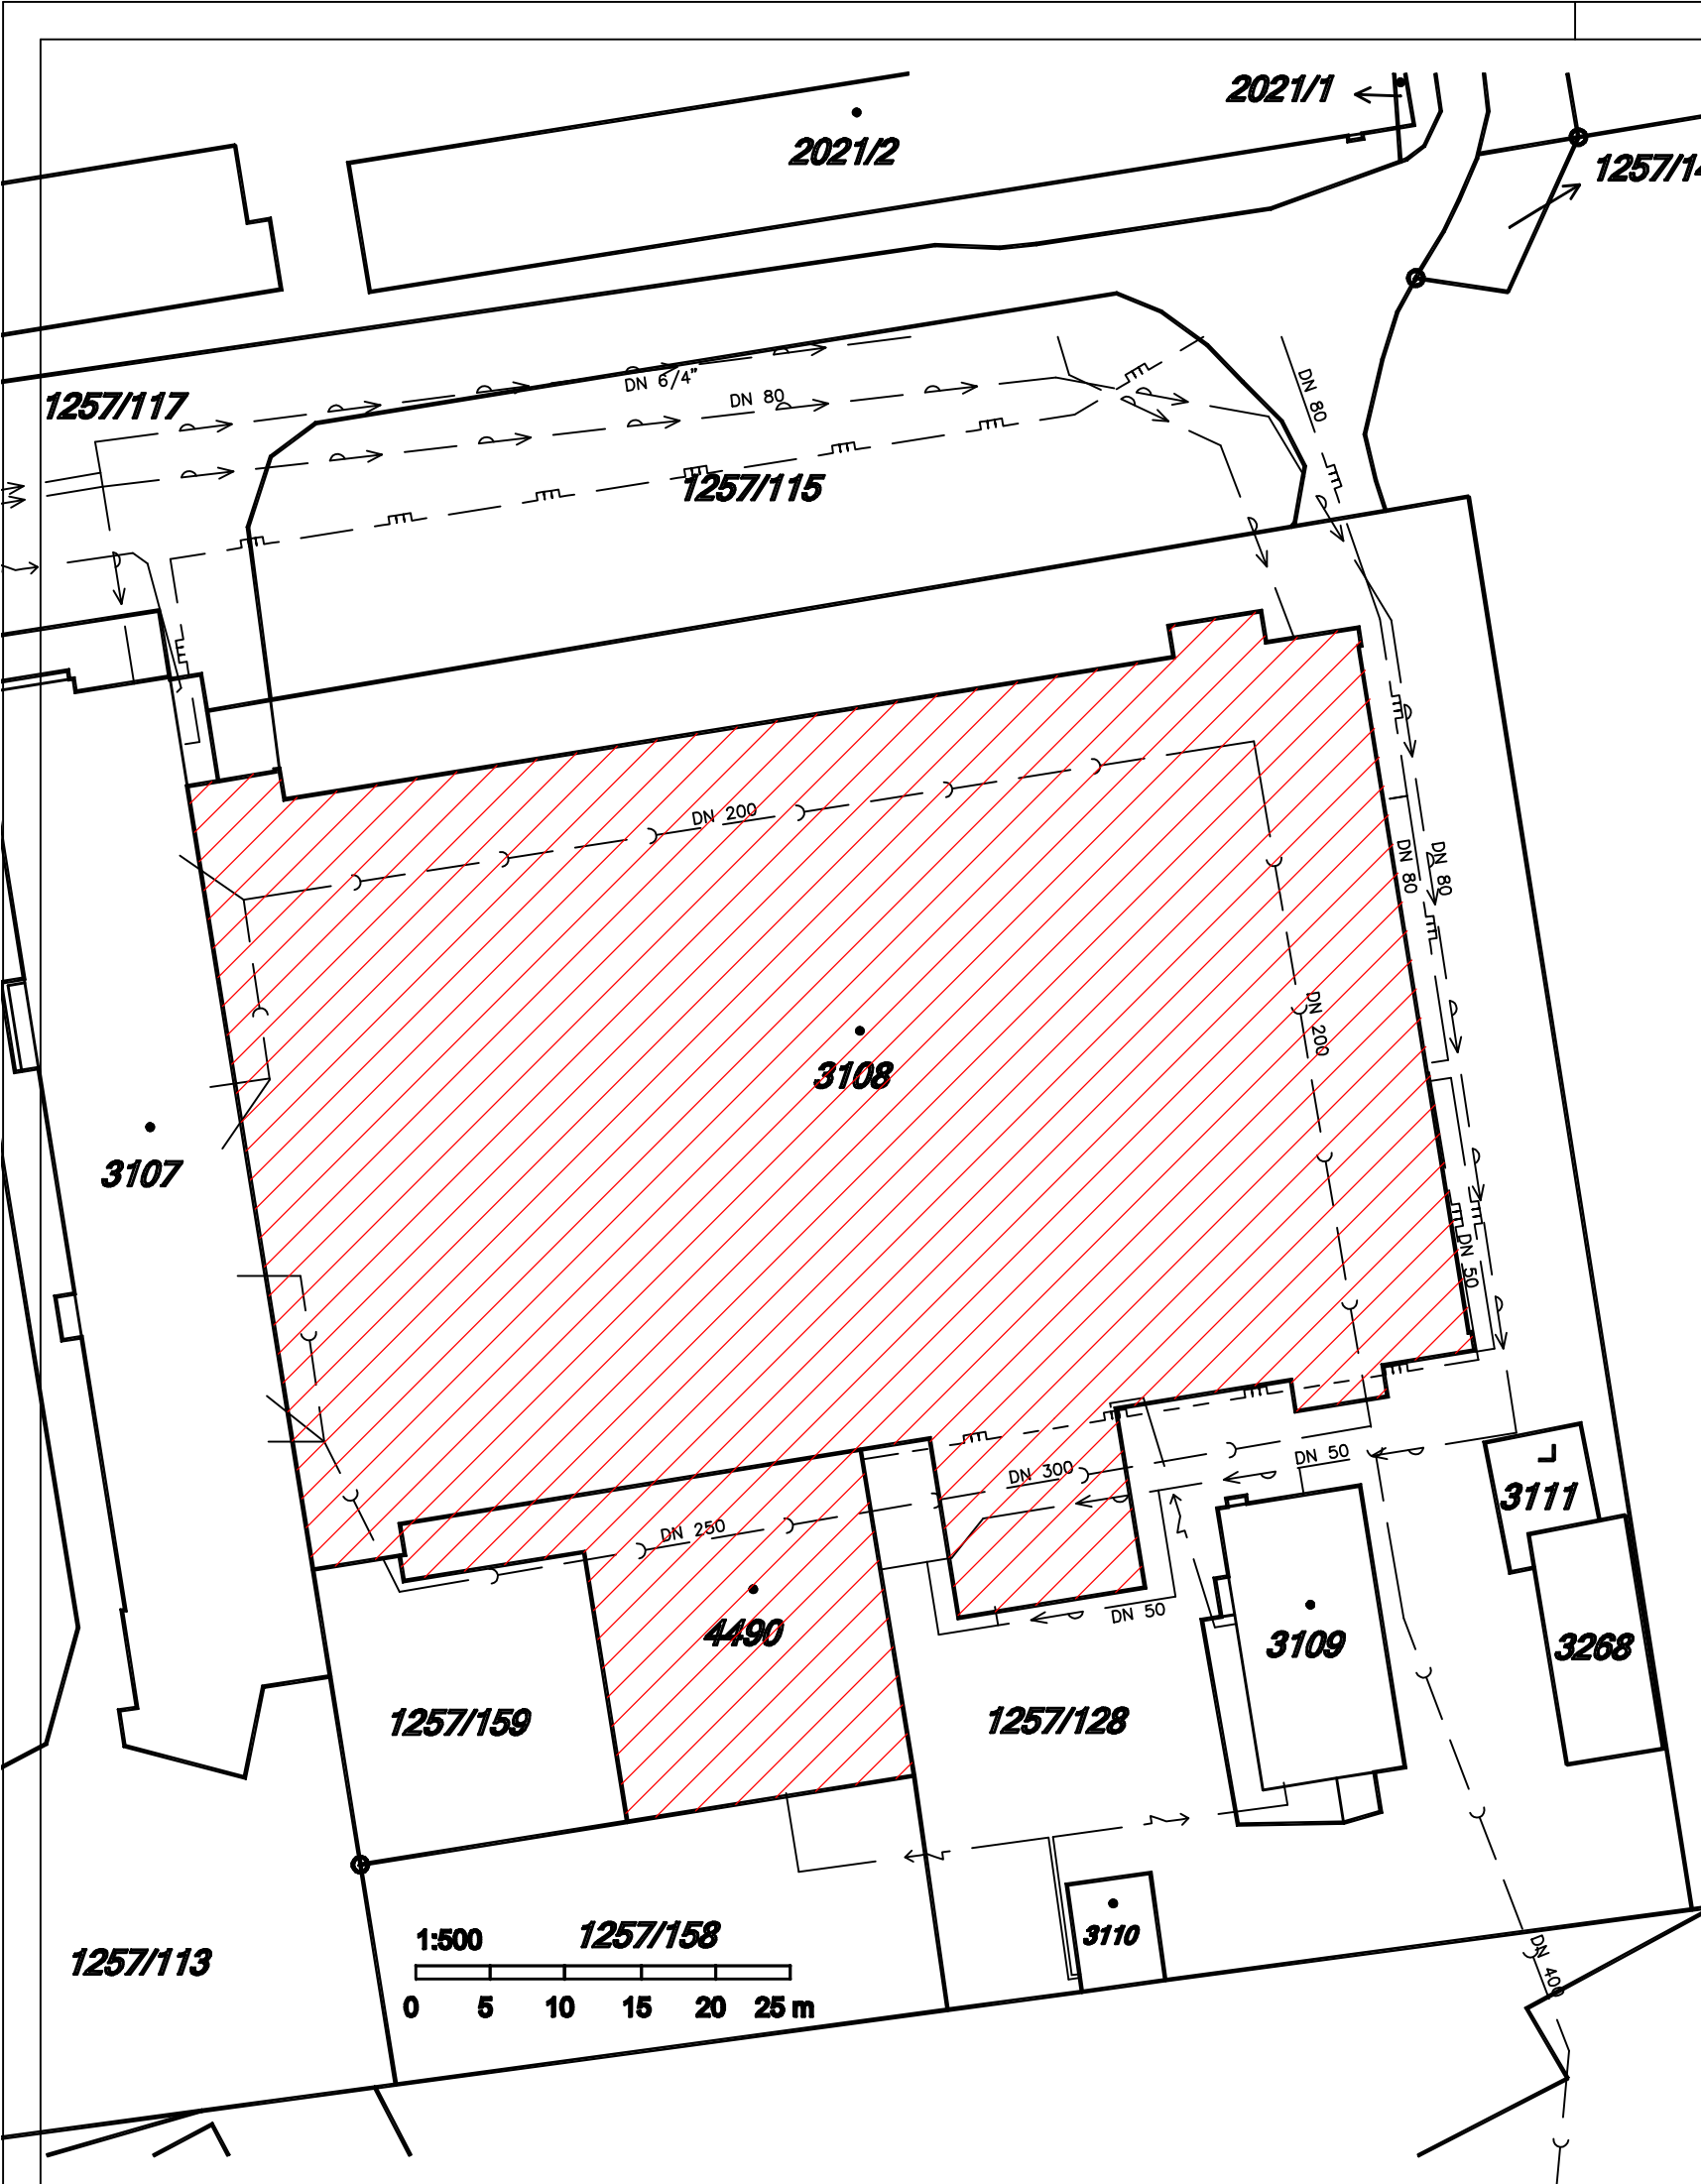 2021/1
2021/2
1257/14
DN 6/4"
DN 80
DN 80
1257/117
1257/115
DN 200
DN 80
DN 80
DN 200
3108
3107
DN 50
DN 300
DN 50
3111
DN 250
DN 50
4490
3109
3268
1257/159
1257/128
1:500
1257/158
3110
1257/113
DN 400
0 5 10 15 20 25 m